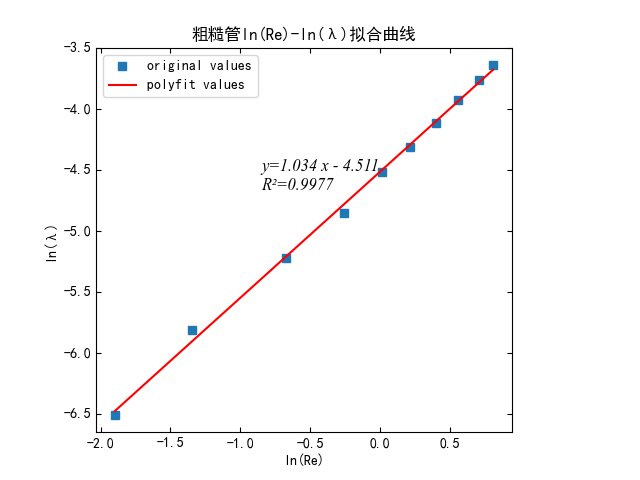 粗糙管ln(Re)-ln(λ)拟合曲线
original values
polyfit values
y=1.034 x - 4.511
R²=0.9977
-3.5
-4.0
-4.5
-5.0
-5.5
-6.0
-6.5
ln(λ)
-2.0
-1.5
-1.0
-0.5
0.0
0.5
ln(Re)